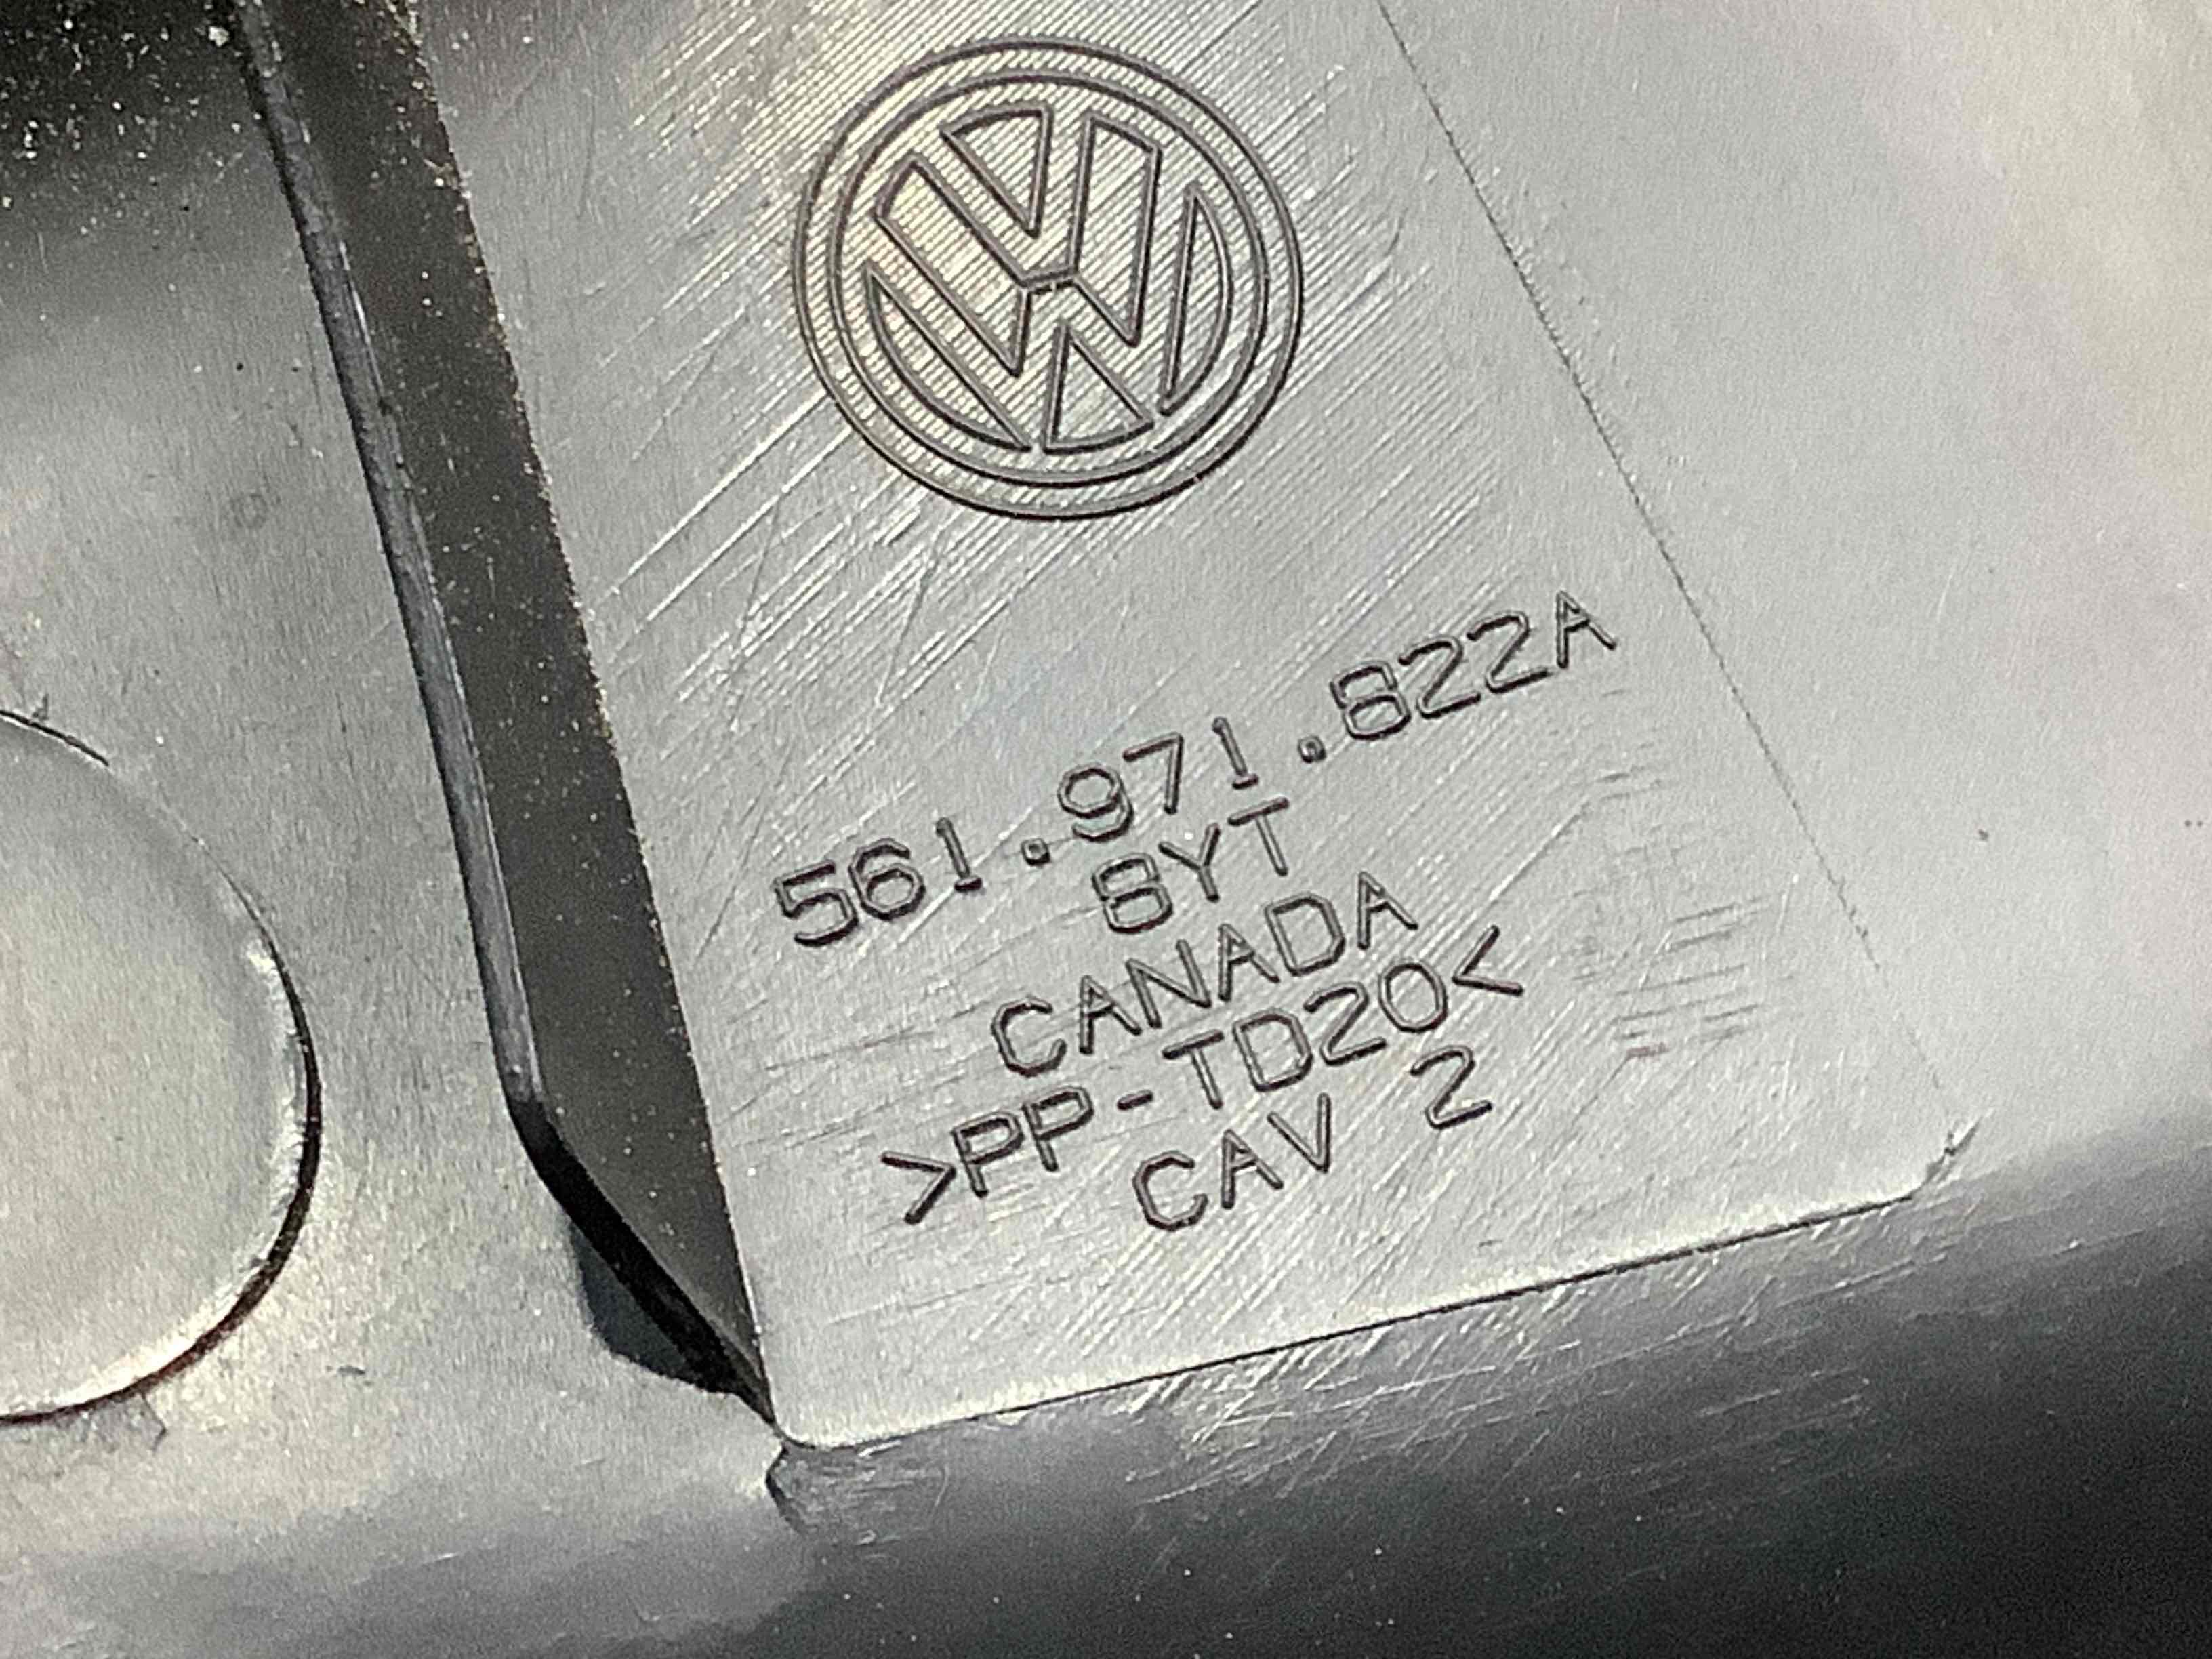 561.971.822A
8YT
CANADA
>PP-TD20<
CAV 2